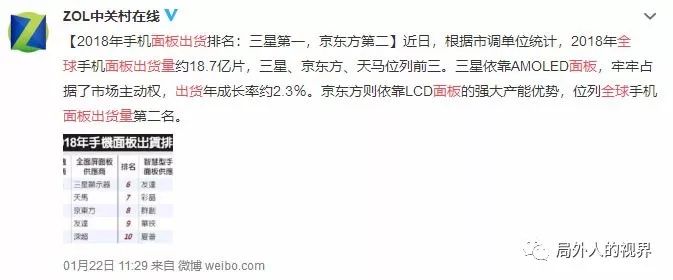 ZOL中关村在线
【2018年手机面板出货排名：三星第一，京东方第二】近日，根据市调单位统计，2018年全
球手机面板出货量约18.7亿片，三星、京东方、天马位列前三。三星依靠AMOLED面板，牢牢占
据了市场主动权，出货年成长率约2.3%。京东方则依靠LCD面板的强大产能优势，位列全球手机
面板出货量第二名。
18年手機面板出貨排
全面屏面板 排名 智慧型手
供應商 面板供應
三星顯示器 6 友達
天馬 7 彩晶
京東方 8 群創
友達 9 華映
深超 10 夏普
01月22日 11:29 来自 微博 weibo.com
局外人的视界